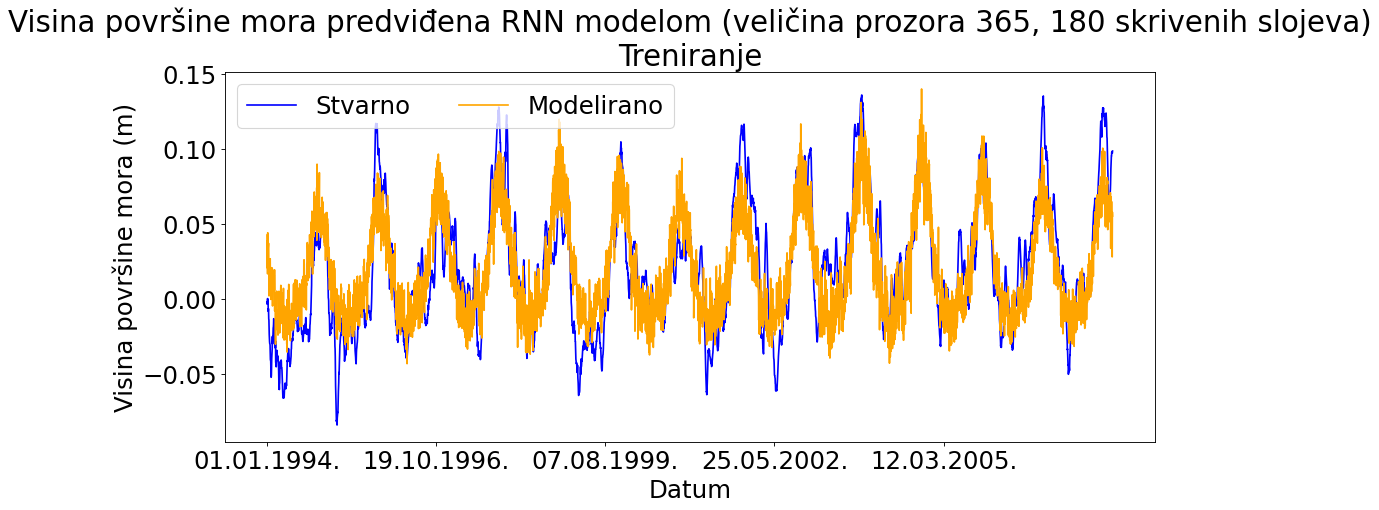 Visina površine mora predviđena RNN modelom (veličina prozora 365, 180 skrivenih slojeva)
Treniranje
Stvarno
Modelirano
Visina površine mora (m)
0.15
0.10
0.05
0.00
−0.05
01.01.1994.
19.10.1996.
07.08.1999.
25.05.2002.
12.03.2005.
Datum